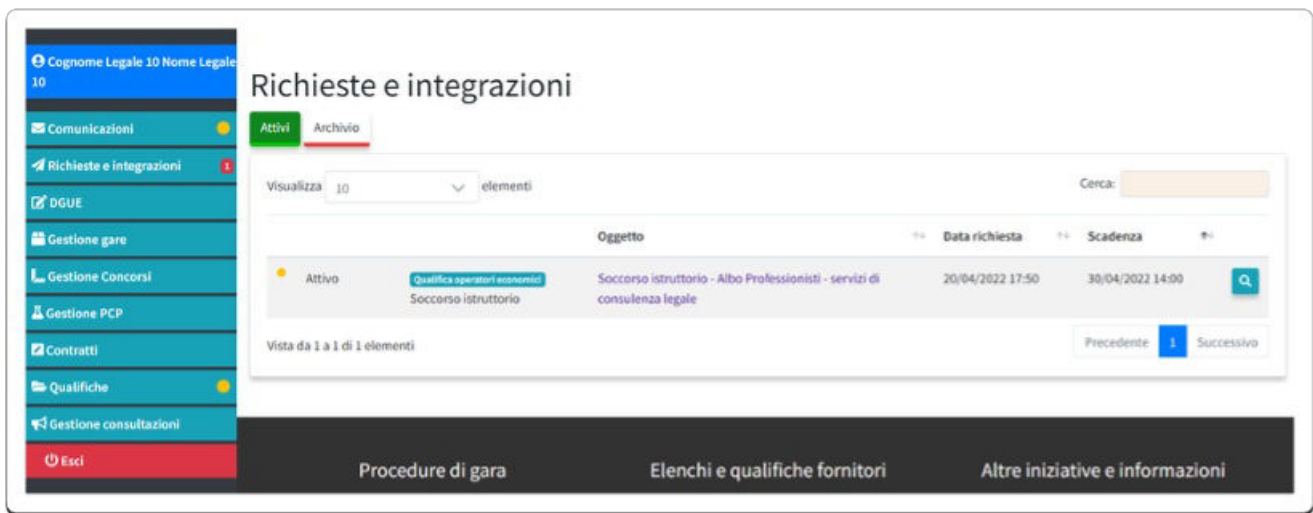 Cognome Legale 10 Nome Legale
10
Comunicazioni
Richieste e integrazioni 1
DGUE
Gestione gare
Gestione Concorsi
Gestione PCP
Contratti
Qualifiche
Gestione consultazioni
Esci
Richieste e integrazioni
Attivi Archivio
Visualizza 10 elementi Cerca:
Oggetto Data richiesta Scadenza
Attivo Qualifica operatori economici Soccorso istruttorio - Albo Professionisti - servizi di 20/04/2022 17:50 30/04/2022 14:00
Soccorso istruttorio consulenza legale
Vista da 1 a 1 di 1 elementi Precedente 1 Successivo
Procedure di gara Elenchi e qualifiche fornitori Altre iniziative e informazioni